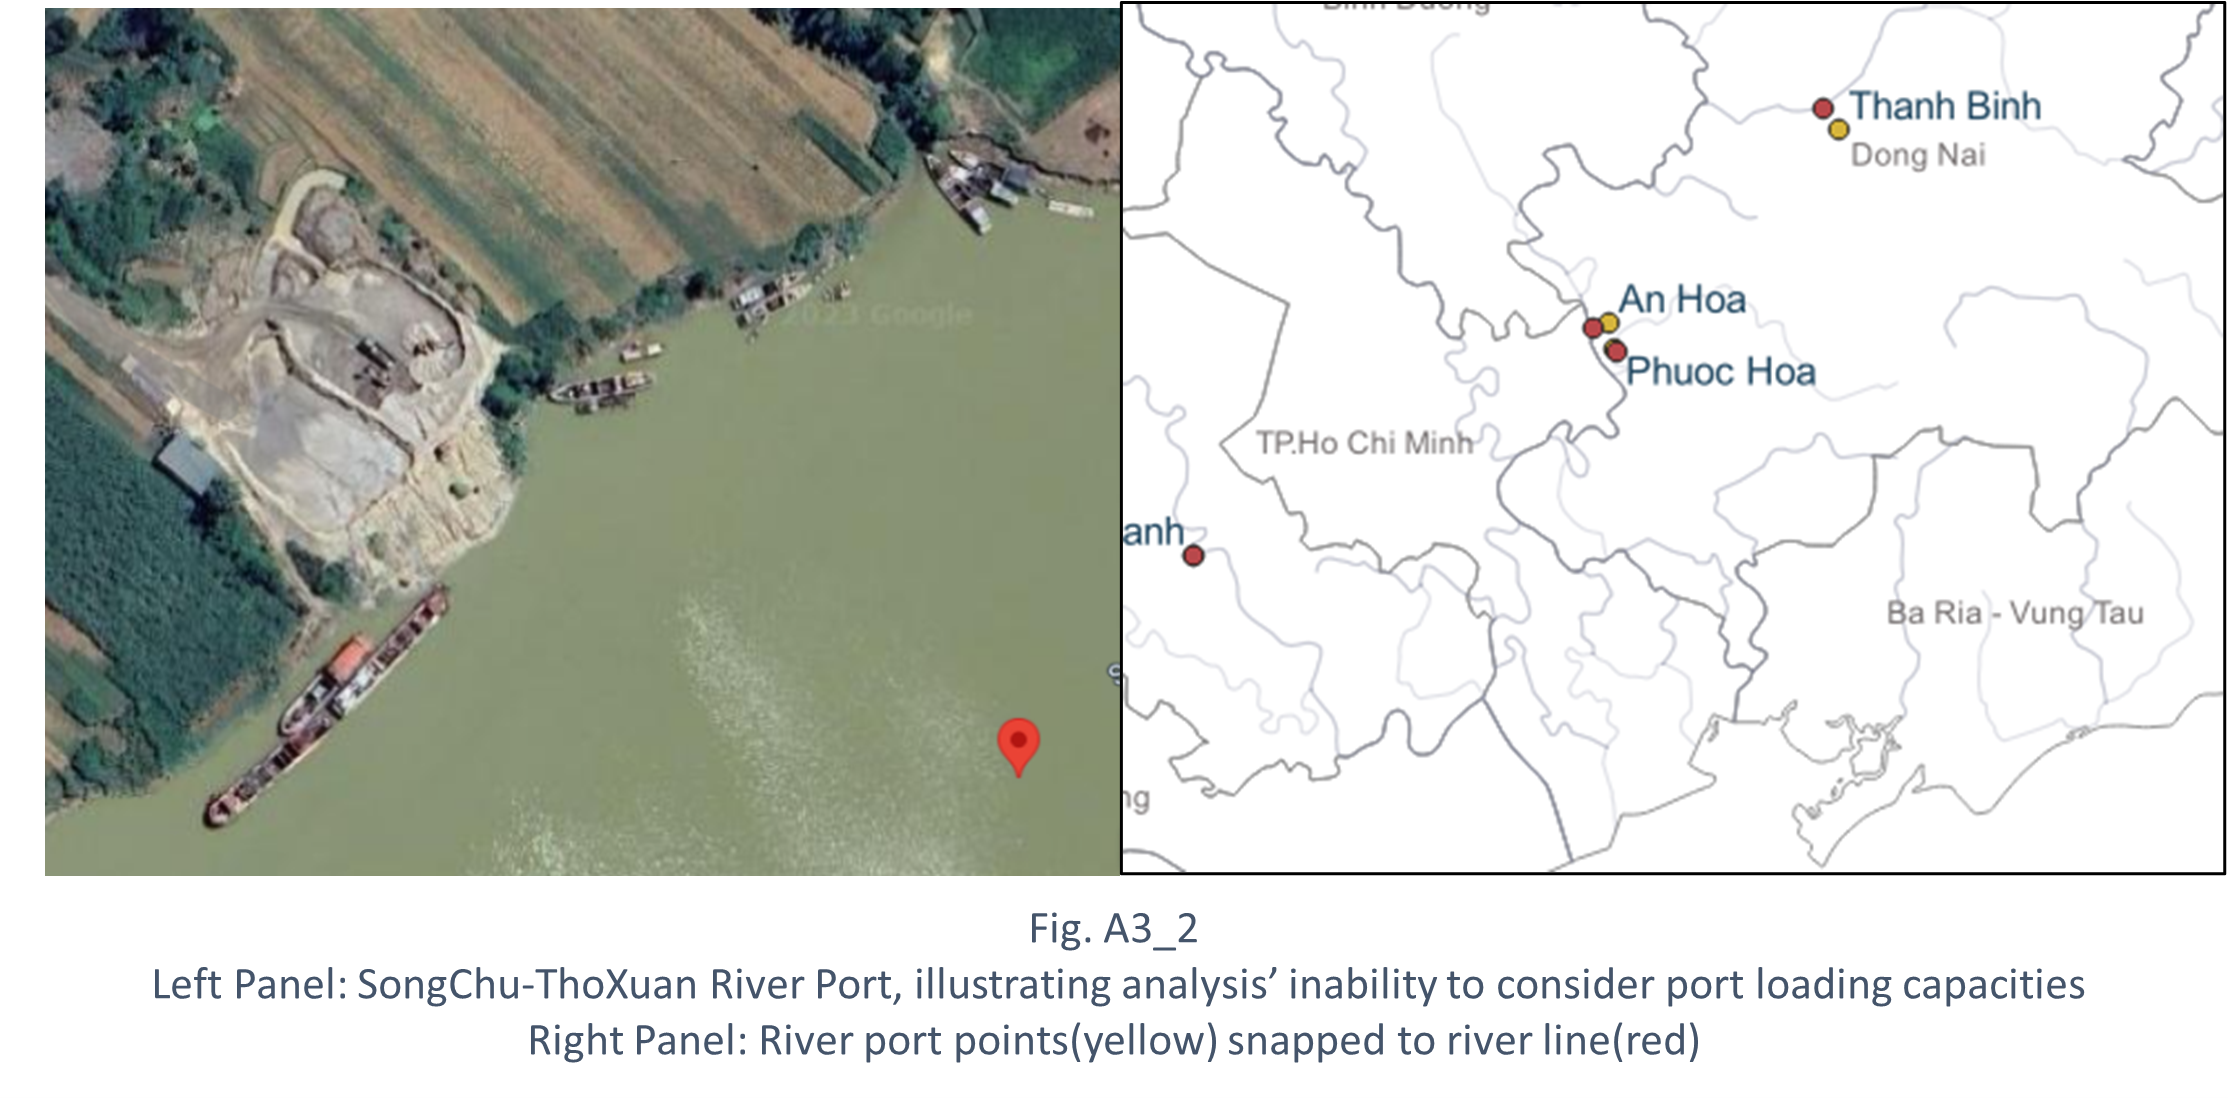 2023 Google
Thanh Binh
Dong Nai
An Hoa
Phuoc Hoa
TP.Ho Chi Minh
anh
Ba Ria - Vung Tau
ng
Fig. A3_2
Left Panel: SongChu-ThoXuan River Port, illustrating analysis’ inability to consider port loading capacities
Right Panel: River port points(yellow) snapped to river line(red)